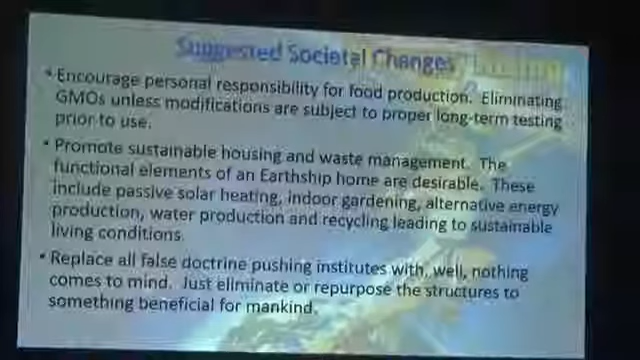 Suggested Societal Changes
• Encourage personal responsibility for food production. Eliminating
GMOs unless modifications are subject to proper long-term testing
prior to use.
• Promote sustainable housing and waste management. The
functional elements of an Earthship home are desirable. These
include passive solar heating, indoor gardening, alternative energy
production, water production and recycling leading to sustainable
living conditions.
• Replace all false doctrine pushing institutes with, well, nothing
comes to mind. Just eliminate or repurpose the structures to
something beneficial for mankind.